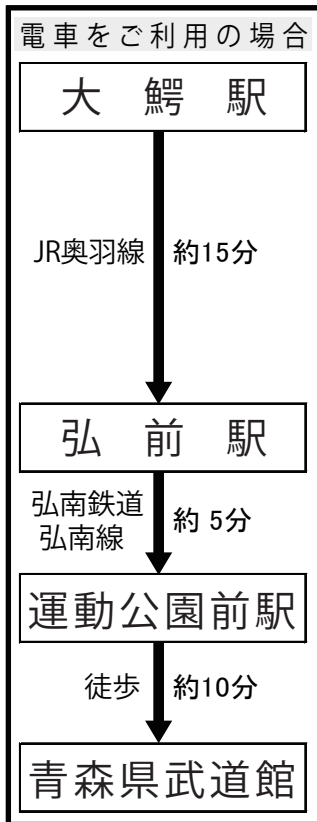 電車をご利用の場合
大鰐駅
JR奥羽線 約15分
弘前駅
弘南鉄道
弘南線
約 5分
運動公園前駅
徒歩 約10分
青森県武道館